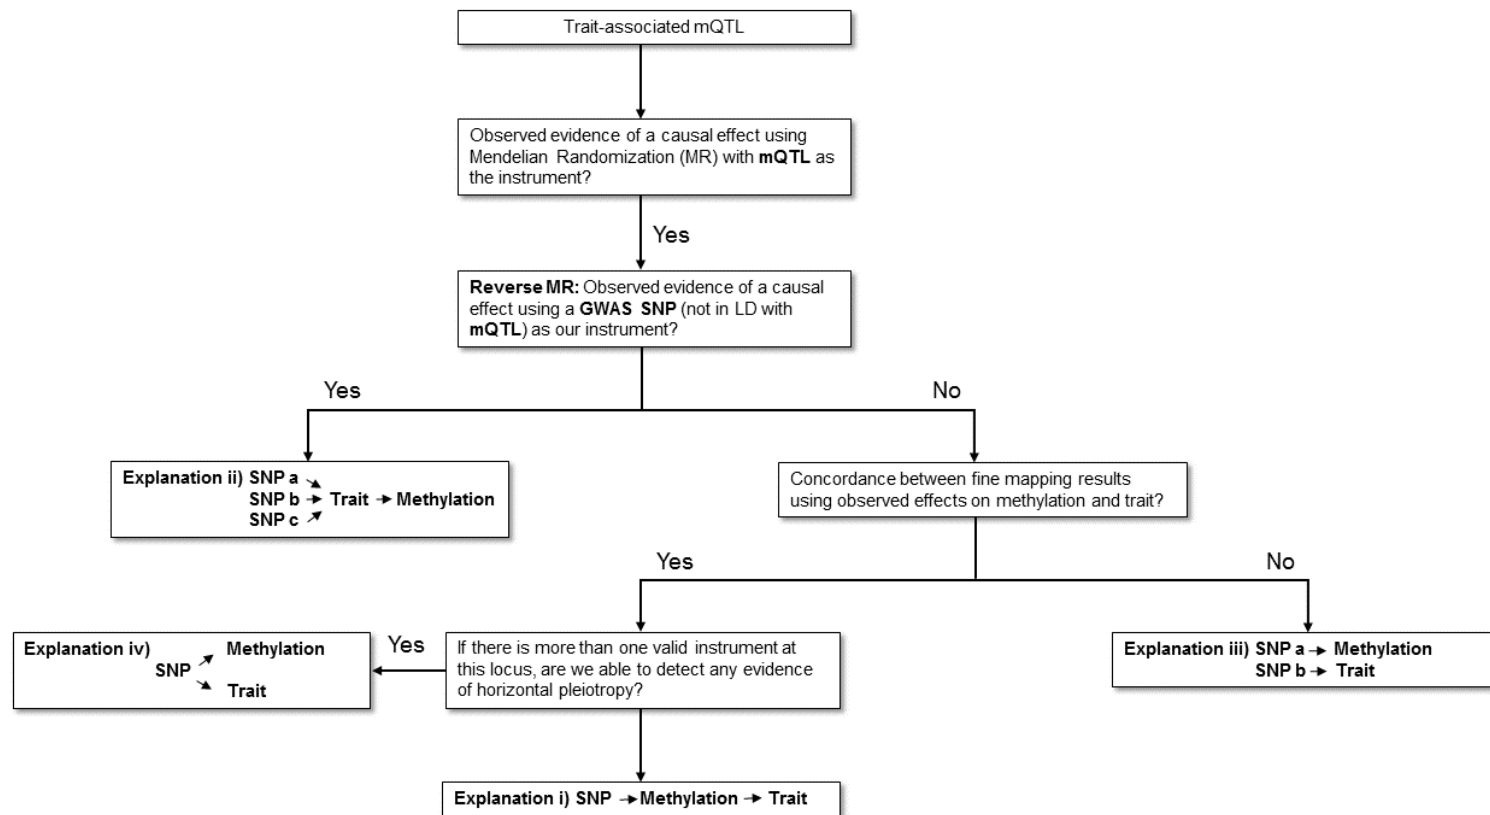 Trait-associated mQTL
Observed evidence of a causal effect using
Mendelian Randomization (MR) with mQTL as
the instrument?
Yes
Reverse MR: Observed evidence of a causal
effect using a GWAS SNP (not in LD with
mQTL) as our instrument?
Yes
No
Explanation ii) SNP a
SNP b → Trait → Methylation
SNP c
Concordance between fine mapping results
using observed effects on methylation and trait?
Yes
No
Explanation iv) Methylation
SNP
Trait
Yes
If there is more than one valid instrument at
this locus, are we able to detect any evidence
of horizontal pleiotropy?
Explanation iii) SNP a → Methylation
SNP b → Trait
Explanation i) SNP → Methylation → Trait